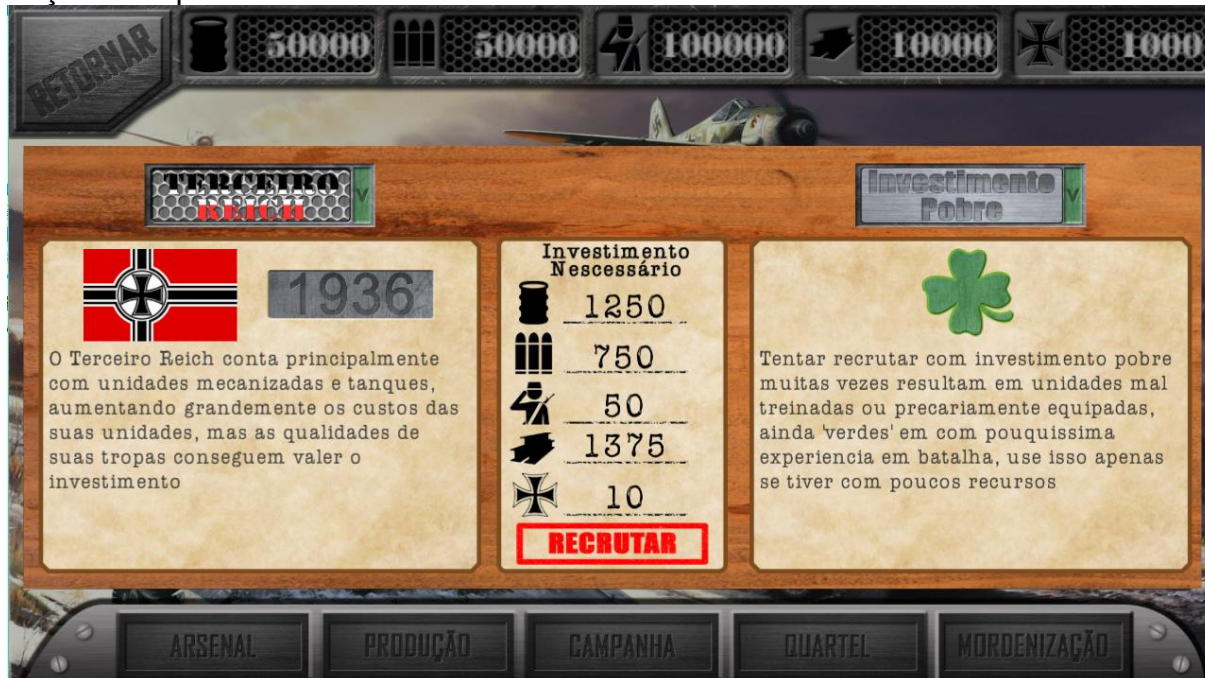 RETORNAR
50000
50000
100000
10000
1000
TERCEIRO
REICH
V
Investimento
Pobre
V
1936
O Terceiro Reich conta principalmente
com unidades mecanizadas e tanques,
aumentando grandemente os custos das
suas unidades, mas as qualidades de
suas tropas conseguem valer o
investimento
Investimento
Nescessário
1250
750
50
1375
10
RECRUTAR
Tentar recrutar com investimento pobre
muitas vezes resultam em unidades mal
treinadas ou precariamente equipadas,
ainda 'verdes' em com pouquissima
experiencia em batalha, use isso apenas
se tiver com poucos recursos
ARSENAL
PRODUÇÃO
CAMPANHA
QUARTEL
MORDENIZAÇÃO